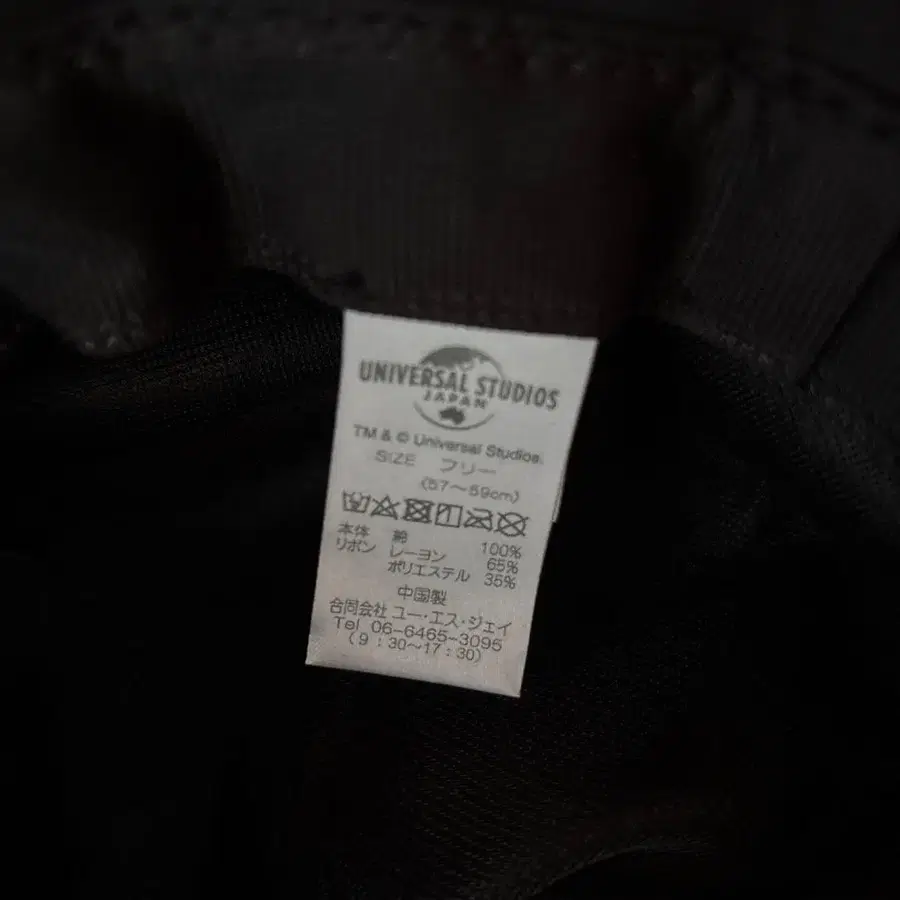 UNIVERSAL STUDIOS
JAPAN
TM & © Universal Studios.
SIZE フリー
(57～59cm)
本体 綿 100%
リボン レーヨン 65%
ポリエステル 35%
中国製
合同会社 ユー・エス・ジェイ
Tel 06-6465-3095
(9:30～17:30)